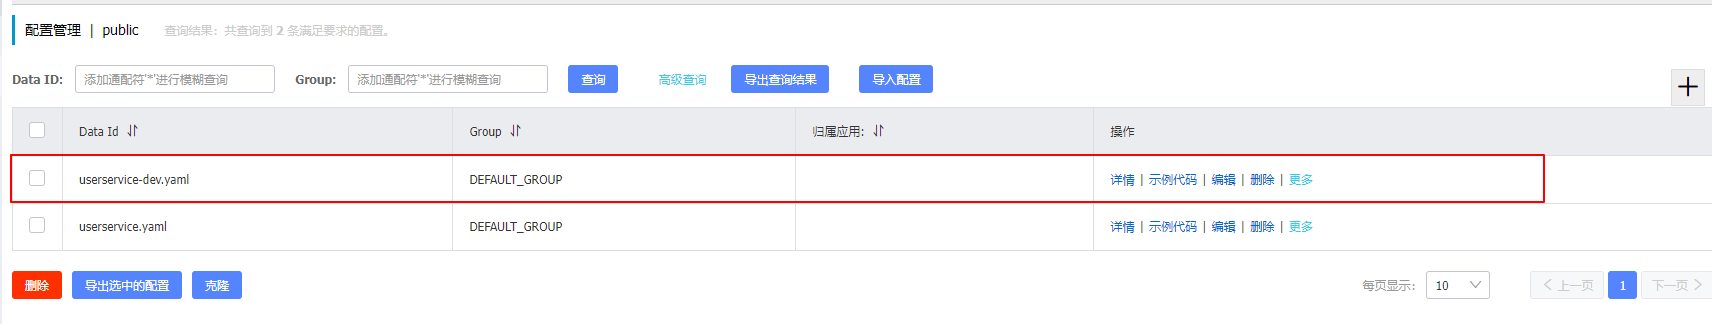 配置管理 | public 查询结果：共查询到 2 条满足要求的配置。
Data ID: 添加通配符'*'进行模糊查询 Group: 添加通配符'*'进行模糊查询 查询 高级查询 导出查询结果 导入配置
Data Id Group 归属应用: 操作
userservice-dev.yaml DEFAULT_GROUP 详情 | 示例代码 | 编辑 | 删除 | 更多
userservice.yaml DEFAULT_GROUP 详情 | 示例代码 | 编辑 | 删除 | 更多
删除 导出选中的配置 克隆 每页显示: 10 上一页 1 下一页